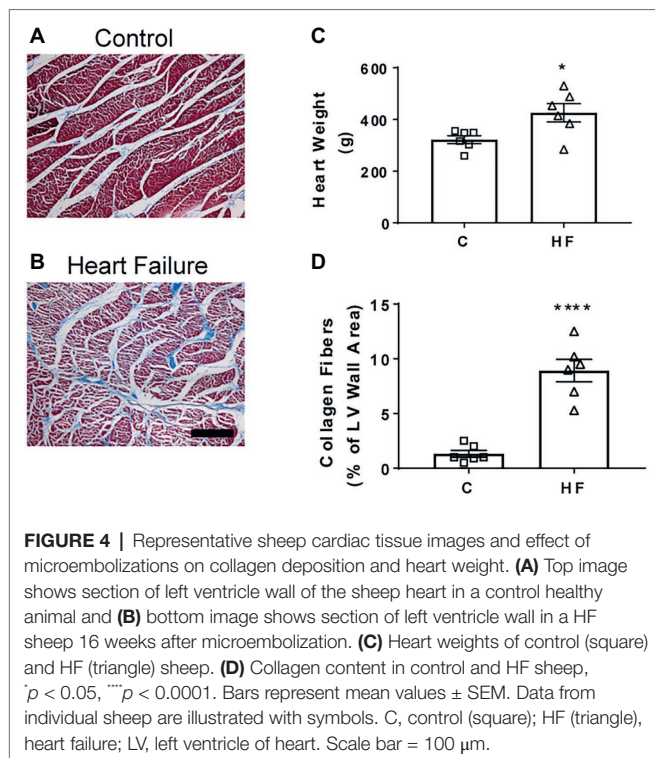 A Control
B Heart Failure
C
Heart Weight
(g)
600
400
200
0
*
C HF
D
Collagen Fibers
(% of LV Wall Area)
15
10
5
0
****
C HF
FIGURE 4 | Representative sheep cardiac tissue images and effect of
microembolizations on collagen deposition and heart weight. (A) Top image
shows section of left ventricle wall of the sheep heart in a control healthy
animal and (B) bottom image shows section of left ventricle wall in a HF
sheep 16 weeks after microembolization. (C) Heart weights of control (square)
and HF (triangle) sheep. (D) Collagen content in control and HF sheep,
*p < 0.05, ****p < 0.0001. Bars represent mean values ± SEM. Data from
individual sheep are illustrated with symbols. C, control (square); HF (triangle),
heart failure; LV, left ventricle of heart. Scale bar = 100 μm.